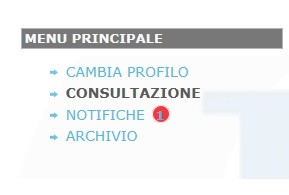 MENU PRINCIPALE
CAMBIA PROFILO
CONSULTAZIONE
NOTIFICHE 1
ARCHIVIO